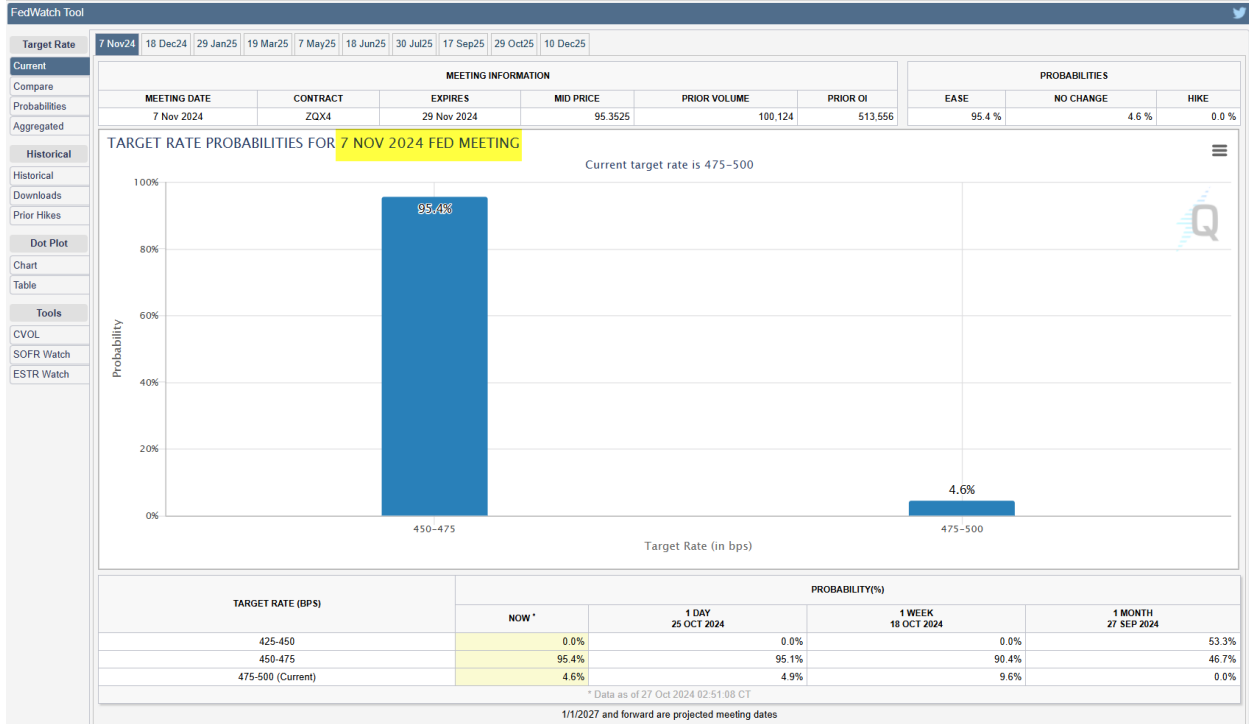 FedWatch Tool
Target Rate
Current
Compare
Probabilities
Aggregated
Historical
Historical
Downloads
Prior Hikes
Dot Plot
Chart
Table
Tools
CVOL
SOFR Watch
ESTR Watch
7 Nov24 18 Dec24 29 Jan25 19 Mar25 7 May25 18 Jun25 30 Jul25 17 Sep25 29 Oct25 10 Dec25
MEETING INFORMATION
MEETING DATE CONTRACT EXPIRES MID PRICE PRIOR VOLUME PRIOR OI
7 Nov 2024 ZQX4 29 Nov 2024 95.3525 100,124 513,556
PROBABILITIES
EASE NO CHANGE HIKE
95.4 % 4.6 % 0.0 %
TARGET RATE PROBABILITIES FOR 7 NOV 2024 FED MEETING
Current target rate is 475-500
Q
Probability
100%
80%
60%
40%
20%
0%
95.4%
4.6%
450-475 475-500
Target Rate (in bps)
TARGET RATE (BPS) PROBABILITY(%)
NOW * 1 DAY 1 WEEK 1 MONTH
25 OCT 2024 18 OCT 2024 27 SEP 2024
425-450 0.0% 0.0% 0.0% 53.3%
450-475 95.4% 95.1% 90.4% 46.7%
475-500 (Current) 4.6% 4.9% 9.6% 0.0%
* Data as of 27 Oct 2024 02:51:08 CT
1/1/2027 and forward are projected meeting dates